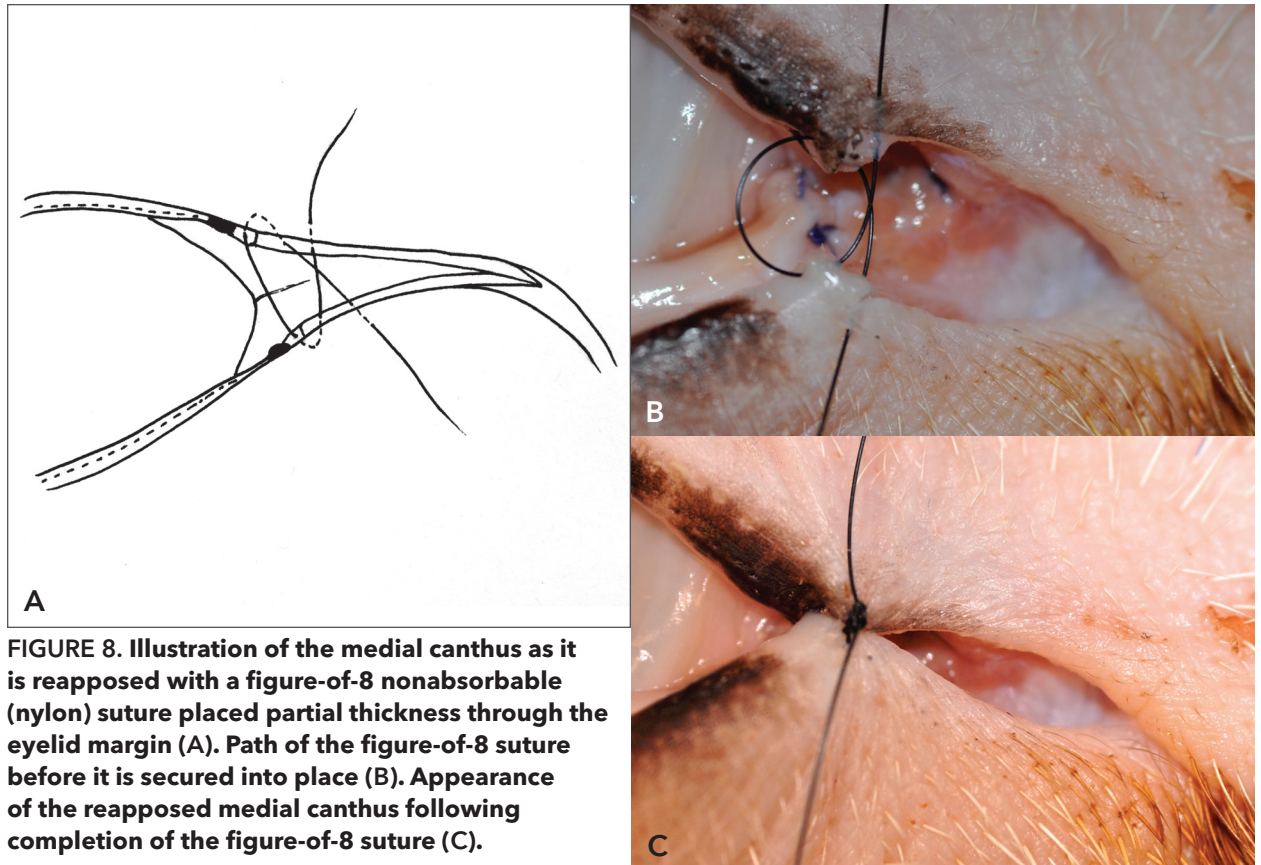 A
B
C
FIGURE 8. Illustration of the medial canthus as it
is reapposed with a figure-of-8 nonabsorbable
(nylon) suture placed partial thickness through the
eyelid margin (A). Path of the figure-of-8 suture
before it is secured into place (B). Appearance
of the reapposed medial canthus following
completion of the figure-of-8 suture (C).